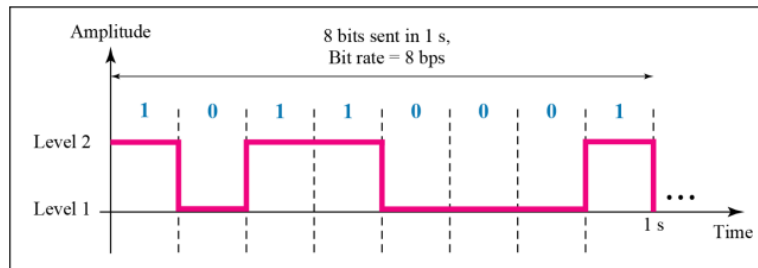 Amplitude
8 bits sent in 1 s,
Bit rate = 8 bps
1 0 1 1 0 0 0 1
Level 2
Level 1
...
1 s
Time